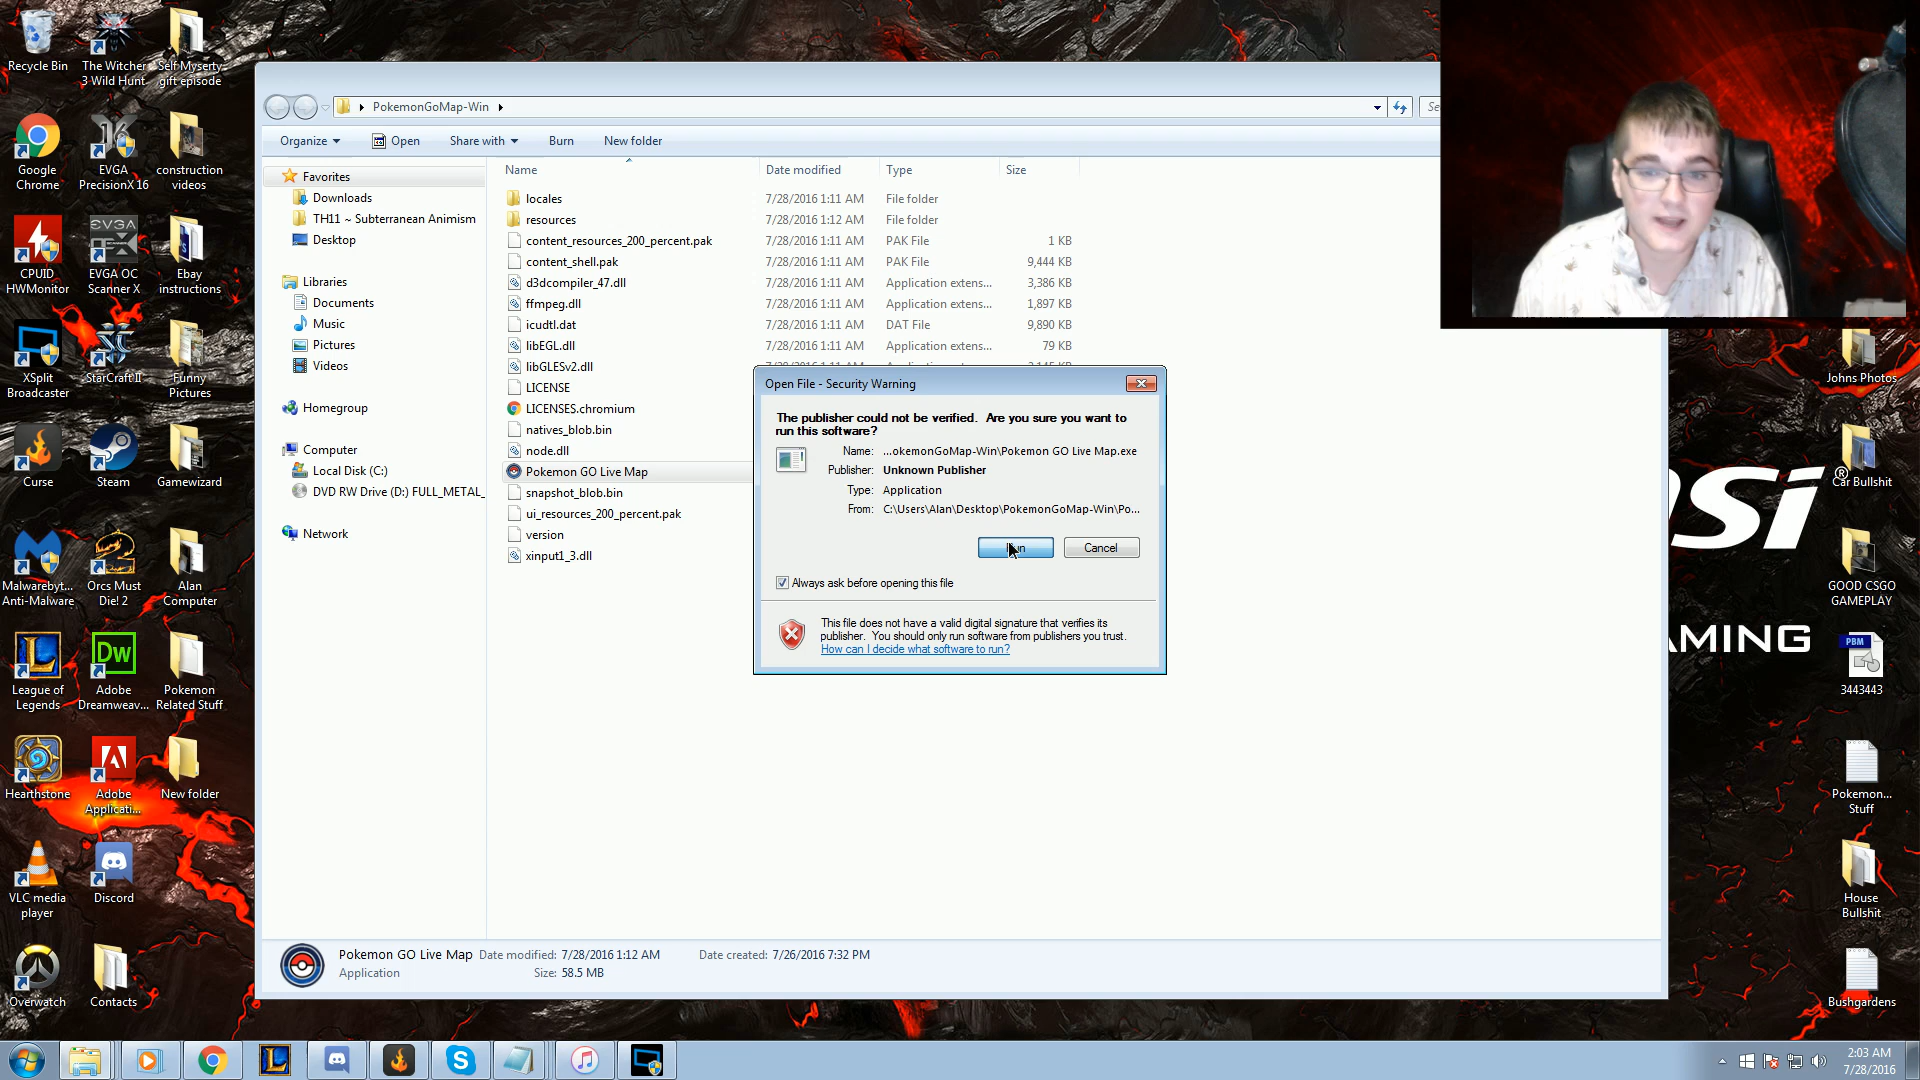 Recycle Bin
The Witcher
3 Wild Hunt
Self Myserty
gift episode
Google
Chrome
EVGA
PrecisionX 16
construction
videos
CPUID
HWMonitor
EVGA OC
Scanner X
Ebay
instructions
XSplit
Broadcaster
StarCraft II
Funny
Pictures
Curse
Steam
Gamewizard
Malwarebyt...
Anti-Malware
Orcs Must
Die! 2
Alan
Computer
League of
Legends
Adobe
Dreamweav...
Pokemon
Related Stuff
Hearthstone
Adobe
Applicati...
New folder
VLC media
player
Discord
Overwatch
Contacts
PokemonGoMap-Win
Se
Organize
Open
Share with
Burn
New folder
Favorites
Downloads
TH11 ~ Subterranean Animism
Desktop
Libraries
Documents
Music
Pictures
Videos
Homegroup
Computer
Local Disk (C:)
DVD RW Drive (D:) FULL_METAL_
Network
Name Date modified Type Size
locales 7/28/2016 1:11 AM File folder
resources 7/28/2016 1:12 AM File folder
content_resources_200_percent.pak 7/28/2016 1:11 AM PAK File 1 KB
content_shell.pak 7/28/2016 1:11 AM PAK File 9,444 KB
d3dcompiler_47.dll 7/28/2016 1:11 AM Application extens... 3,386 KB
ffmpeg.dll 7/28/2016 1:11 AM Application extens... 1,897 KB
icudtl.dat 7/28/2016 1:11 AM DAT File 9,890 KB
libEGL.dll 7/28/2016 1:11 AM Application extens... 79 KB
libGLESv2.dll
LICENSE
LICENSES.chromium
natives_blob.bin
node.dll
Pokemon GO Live Map
snapshot_blob.bin
ui_resources_200_percent.pak
version
xinput1_3.dll
Open File - Security Warning
The publisher could not be verified. Are you sure you want to
run this software?
Name: ...okemonGoMap-Win\Pokemon GO Live Map.exe
Publisher: Unknown Publisher
Type: Application
From: C:\Users\Alan\Desktop\PokemonGoMap-Win\Po...
Cancel
Always ask before opening this file
This file does not have a valid digital signature that verifies its
publisher. You should only run software from publishers you trust.
How can I decide what software to run?
Pokemon GO Live Map Date modified: 7/28/2016 1:12 AM Date created: 7/26/2016 7:32 PM
Application Size: 58.5 MB
Johns Photos
Car Bullshit
GOOD CSGO
GAMEPLAY
PBM
3443443
Pokemon...
Stuff
House
Bullshit
Bushgardens
SI
®
AMING
2:03 AM
7/28/2016